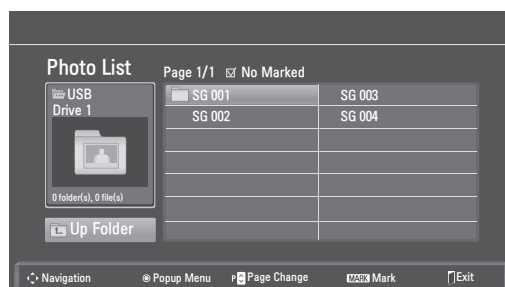 Photo List
Page 1/1 ☑ No Marked
USB
Drive 1
0 folder(s), 0 file(s)
Up Folder
SG 001 SG 003
SG 002 SG 004
Navigation Popup Menu P Page Change MARK Mark Exit